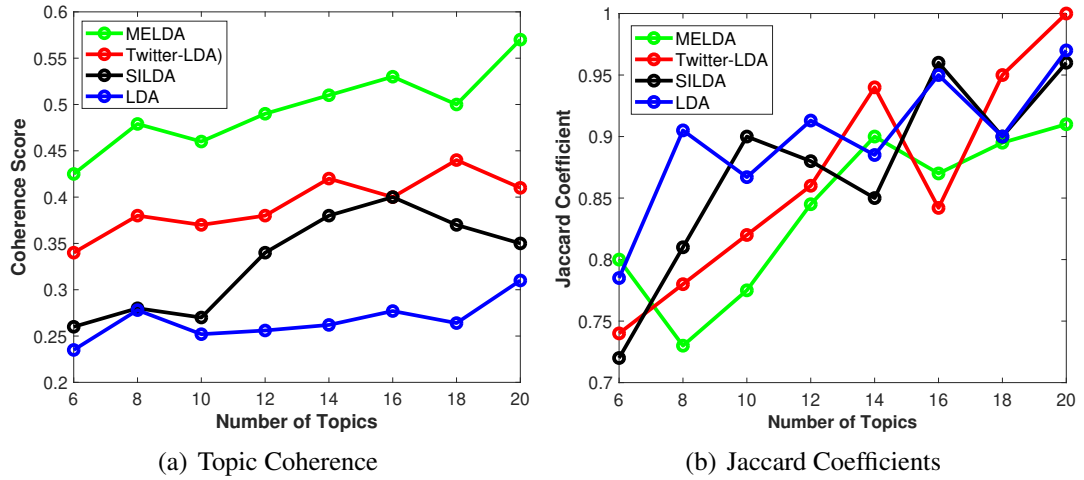 0.6
0.55
0.5
0.45
0.4
0.35
0.3
0.25
0.2
Coherence Score
MELDA
Twitter-LDA)
SILDA
LDA
6 8 10 12 14 16 18 20
Number of Topics
(a) Topic Coherence
1
0.95
0.9
0.85
0.8
0.75
0.7
Jaccard Coefficient
MELDA
Twitter-LDA
SILDA
LDA
6 8 10 12 14 16 18 20
Number of Topics
(b) Jaccard Coefficients